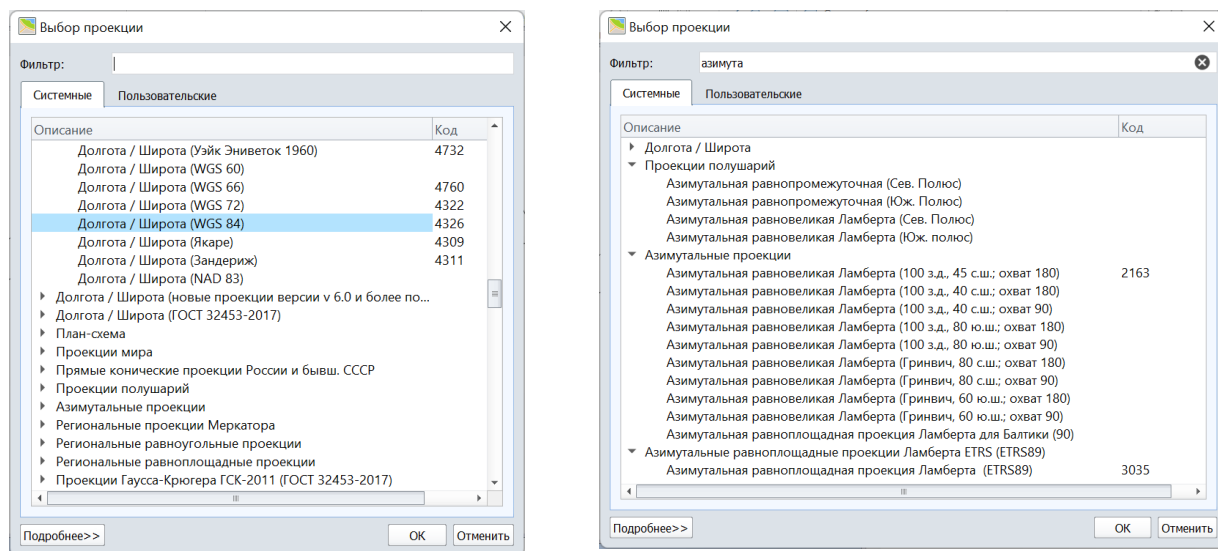 Выбор проекции
Фильтр:
Системные Пользовательские
Описание Код
Долгота / Широта (Уэйк Эниветок 1960) 4732
Долгота / Широта (WGS 60)
Долгота / Широта (WGS 66) 4760
Долгота / Широта (WGS 72) 4322
Долгота / Широта (WGS 84) 4326
Долгота / Широта (Якаре) 4309
Долгота / Широта (Зандериж) 4311
Долгота / Широта (NAD 83)
Долгота / Широта (новые проекции версии v 6.0 и более по...
Долгота / Широта (ГОСТ 32453-2017)
План-схема
Проекции мира
Прямые конические проекции России и бывш. СССР
Проекции полушарий
Азимутальные проекции
Региональные проекции Меркатора
Региональные равноугольные проекции
Региональные равноплощадные проекции
Проекции Гаусса-Крюгера ГСК-2011 (ГОСТ 32453-2017)
Подробнее>> ОК Отменить
Выбор проекции
Фильтр: азимута
Системные Пользовательские
Описание Код
Долгота / Широта
Проекции полушарий
Азимутальная равнопромежуточная (Сев. Полюс)
Азимутальная равнопромежуточная (Юж. Полюс)
Азимутальная равновеликая Ламберта (Сев. Полюс)
Азимутальная равновеликая Ламберта (Юж. полюс)
Азимутальные проекции
Азимутальная равновеликая Ламберта (100 з.д., 45 с.ш.; охват 180) 2163
Азимутальная равновеликая Ламберта (100 з.д., 40 с.ш.; охват 180)
Азимутальная равновеликая Ламберта (100 з.д., 40 с.ш.; охват 90)
Азимутальная равновеликая Ламберта (100 з.д., 80 ю.ш.; охват 180)
Азимутальная равновеликая Ламберта (100 з.д., 80 ю.ш.; охват 90)
Азимутальная равновеликая Ламберта (Гринвич, 80 с.ш.; охват 180)
Азимутальная равновеликая Ламберта (Гринвич, 80 с.ш.; охват 90)
Азимутальная равновеликая Ламберта (Гринвич, 60 ю.ш.; охват 180)
Азимутальная равновеликая Ламберта (Гринвич, 60 ю.ш.; охват 90)
Азимутальная равноплощадная проекция Ламберта для Балтики (90)
Азимутальные равноплощадные проекции Ламберта ETRS (ETRS89)
Азимутальная равноплощадная проекция Ламберта (ETRS89) 3035
Подробнее>> ОК Отменить